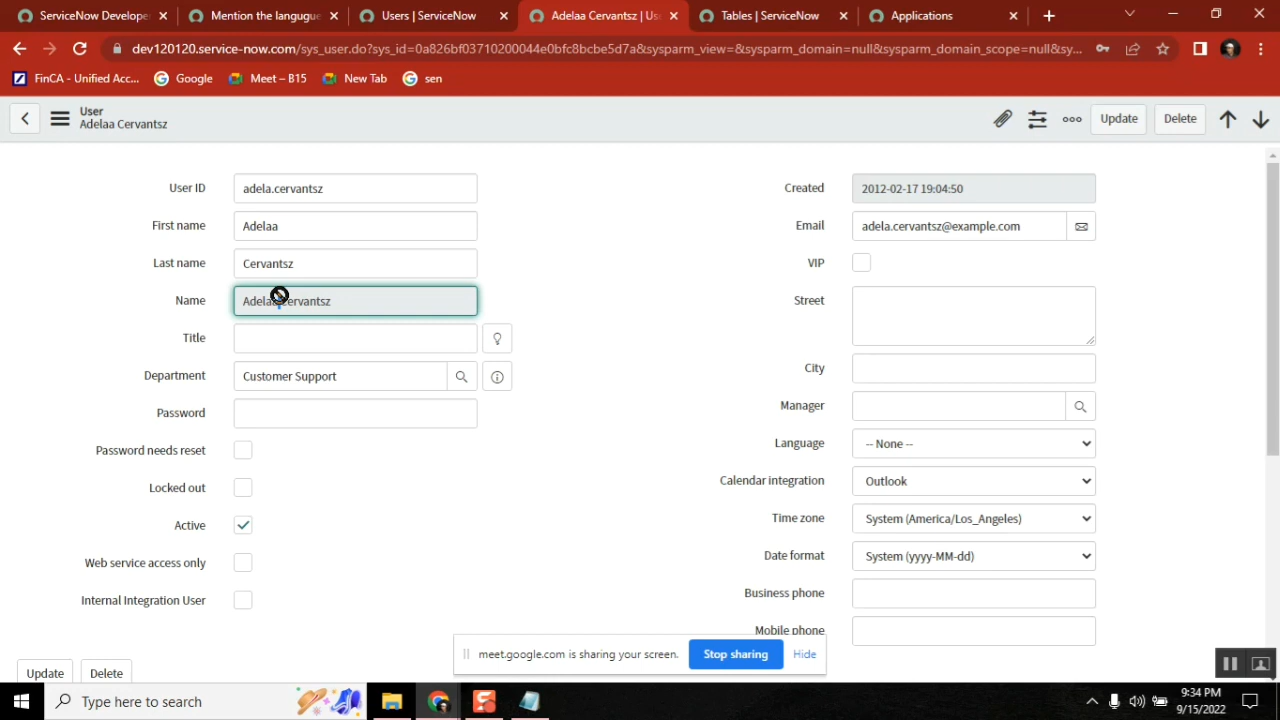 ServiceNow Develope
Mention the langugue
Users | ServiceNow
Adelaa Cervantsz | Use
Tables | ServiceNow
Applications
dev120120.service-now.com/sys_user.do?sys_id=0a826bf03710200044e0bfc8bcbe5d7a&sysparm_view=&sysparm_domain=null&sysparm_domain_scope=null&sy...
FinCA - Unified Acc...
Google
Meet – B15
New Tab
sen
User
Adelaa Cervantsz
Update
Delete
User ID
adela.cervantsz
First name
Adelaa
Last name
Cervantsz
Name
Adelaa Cervantsz
Title
Department
Customer Support
Password
Password needs reset
Locked out
Active
Web service access only
Internal Integration User
Created
2012-02-17 19:04:50
Email
adela.cervantsz@example.com
VIP
Street
City
Manager
Language
-- None --
Calendar integration
Outlook
Time zone
System (America/Los_Angeles)
Date format
System (yyyy-MM-dd)
Business phone
Mobile phone
meet.google.com is sharing your screen.
Stop sharing
Hide
Update
Delete
Type here to search
9:34 PM
9/15/2022